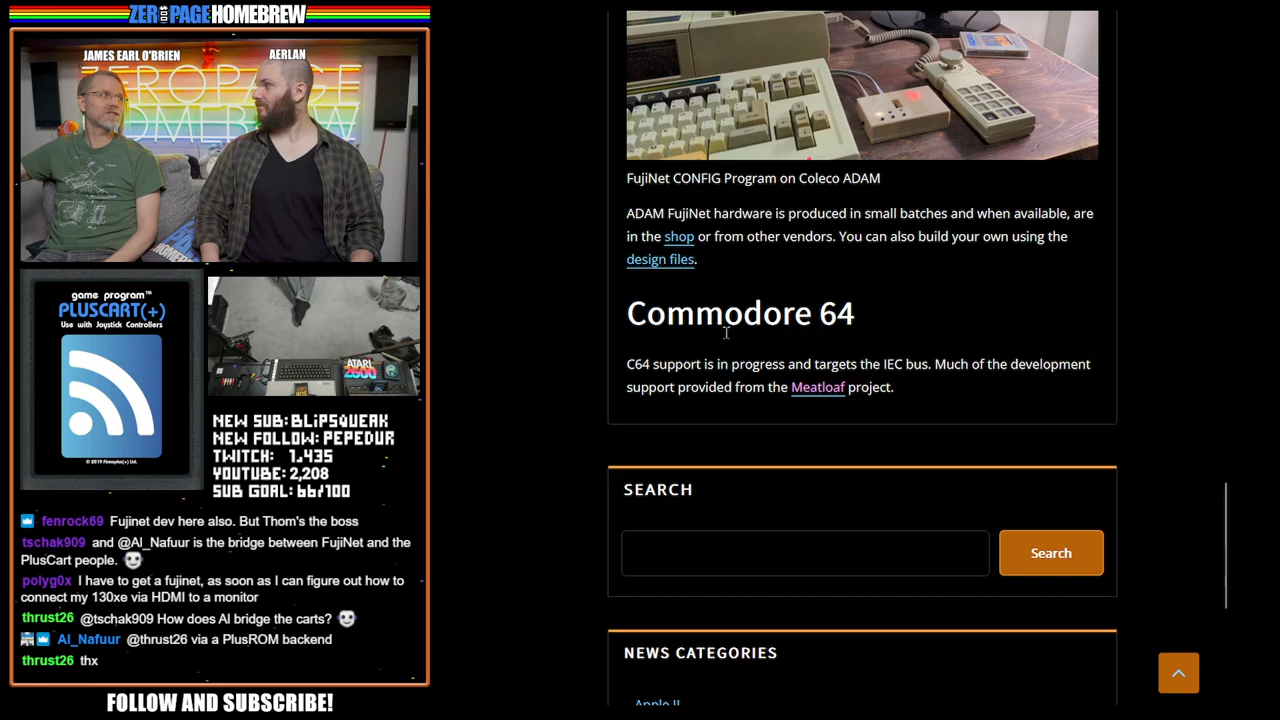 ZEROPAGE HOMEBREW
JAMES EARL O'BRIEN
AERLAN
ZEROPAGE
HOMEBREW
game program™
PLUSCART(+)
Use with Joystick Controllers
ATARI
2600
NEW SUB: BLIPSQUEAK
NEW FOLLOW: PEPEDUR
TWITCH: 1,435
YOUTUBE: 2,208
SUB GOAL: 66/100
fenrock69 Fujinet dev here also. But Thom's the boss
tschak909 and @Al_Nafuur is the bridge between FujiNet and the
PlusCart people.
polyg0x I have to get a fujinet, as soon as I can figure out how to
connect my 130xe via HDMI to a monitor
thrust26 @tschak909 How does Al bridge the carts?
Al_Nafuur @thrust26 via a PlusROM backend
thrust26 thx
FOLLOW AND SUBSCRIBE!
FujiNet CONFIG Program on Coleco ADAM
ADAM FujiNet hardware is produced in small batches and when available, are
in the shop or from other vendors. You can also build your own using the
design files.
Commodore 64
C64 support is in progress and targets the IEC bus. Much of the development
support provided from the Meatloaf project.
SEARCH
Search
NEWS CATEGORIES
Apple II